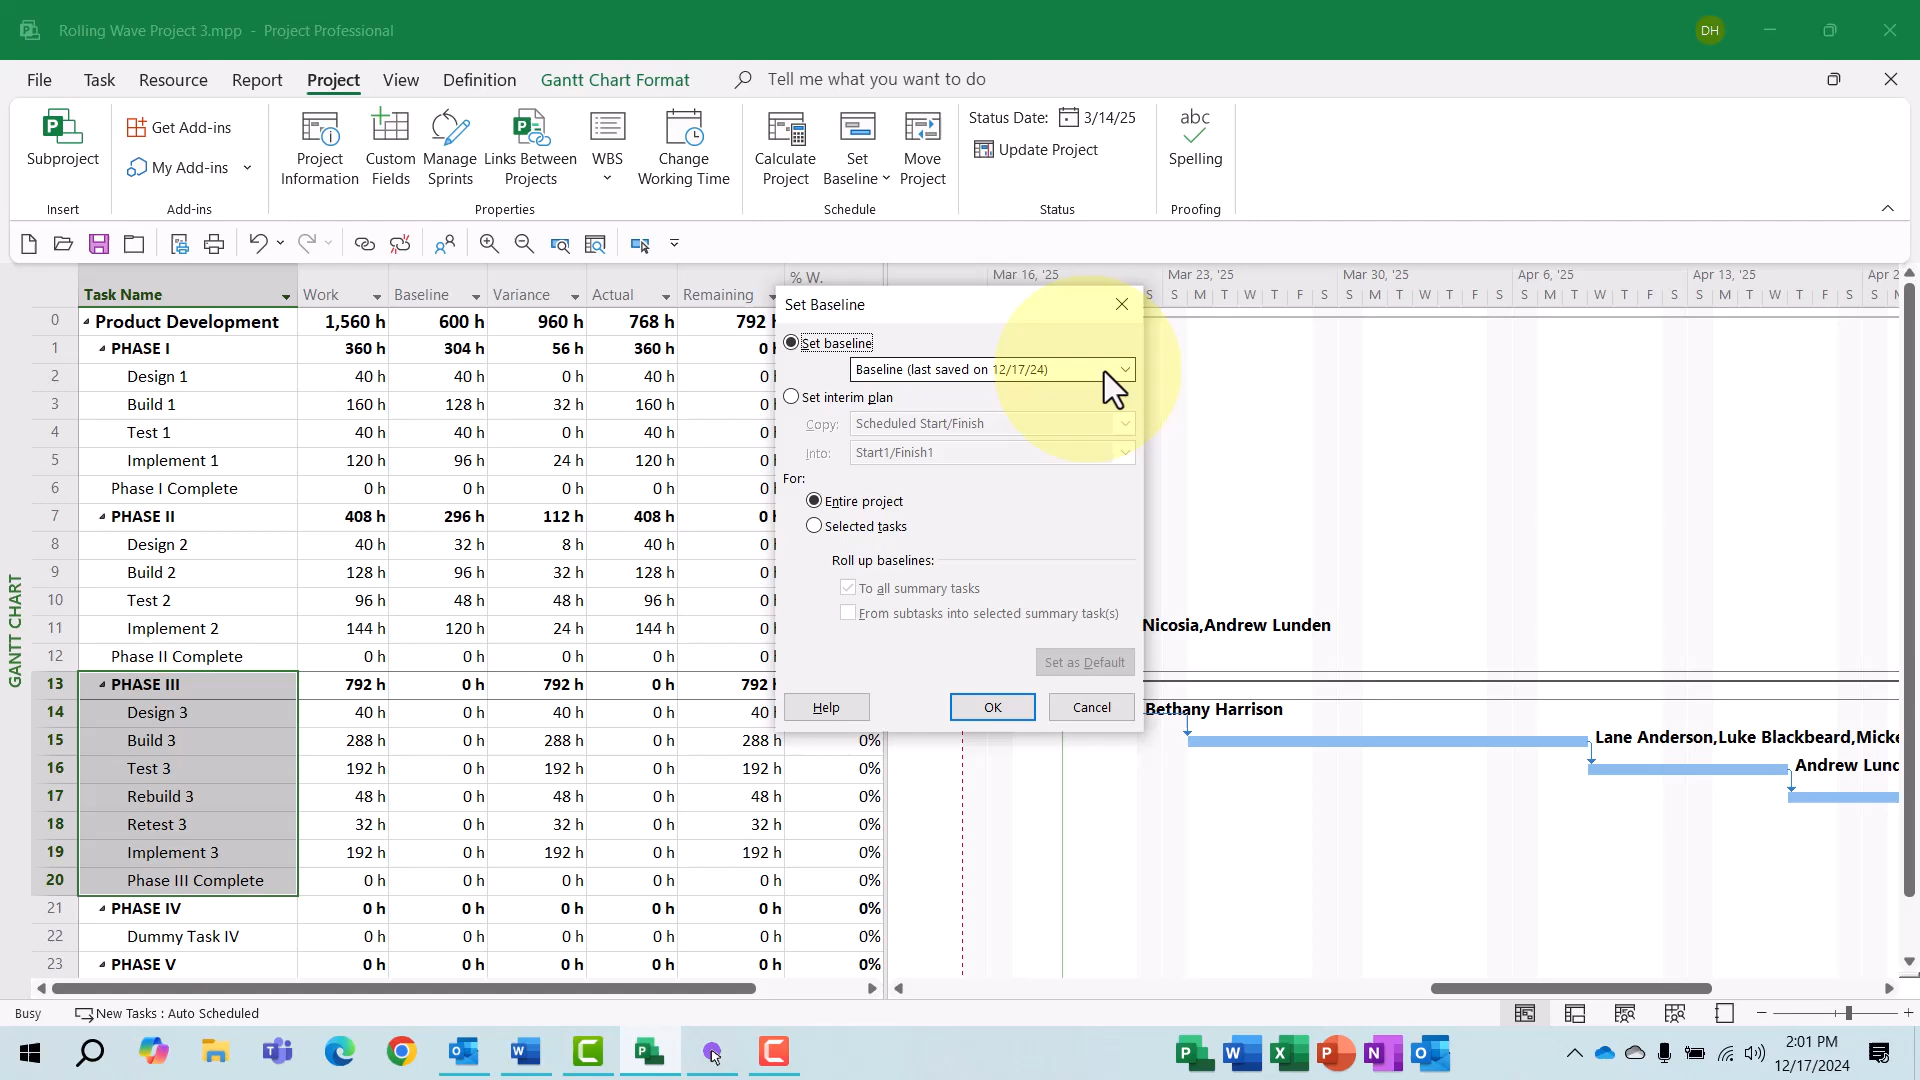 Rolling Wave Project 3.mpp - Project Professional
DH
File Task Resource Report Project View Definition Gantt Chart Format Tell me what you want to do
Subproject
Insert
Get Add-ins
My Add-ins
Add-ins
Project Information
Custom Fields
Manage Sprints
Links Between Projects
WBS
Change Working Time
Properties
Calculate Project
Set Baseline
Move Project
Schedule
Status Date: 3/14/25
Update Project
Status
abc
Spelling
Proofing
Task Name Work Baseline Variance Actual Remaining % W.
0 Product Development 1,560 h 600 h 960 h 768 h 792 h
1 PHASE I 360 h 304 h 56 h 360 h 0 h
2 Design 1 40 h 40 h 0 h 40 h 0 h
3 Build 1 160 h 128 h 32 h 160 h 0 h
4 Test 1 40 h 40 h 0 h 40 h 0 h
5 Implement 1 120 h 96 h 24 h 120 h 0 h
6 Phase I Complete 0 h 0 h 0 h 0 h 0 h
7 PHASE II 408 h 296 h 112 h 408 h 0 h
8 Design 2 40 h 32 h 8 h 40 h 0 h
9 Build 2 128 h 96 h 32 h 128 h 0 h
10 Test 2 96 h 48 h 48 h 96 h 0 h
11 Implement 2 144 h 120 h 24 h 144 h 0 h
12 Phase II Complete 0 h 0 h 0 h 0 h 0 h
13 PHASE III 792 h 0 h 792 h 0 h 792 h
14 Design 3 40 h 0 h 40 h 0 h 40 h
15 Build 3 288 h 0 h 288 h 0 h 288 h 0%
16 Test 3 192 h 0 h 192 h 0 h 192 h 0%
17 Rebuild 3 48 h 0 h 48 h 0 h 48 h 0%
18 Retest 3 32 h 0 h 32 h 0 h 32 h 0%
19 Implement 3 192 h 0 h 192 h 0 h 192 h 0%
20 Phase III Complete 0 h 0 h 0 h 0 h 0 h 0%
21 PHASE IV 0 h 0 h 0 h 0 h 0 h 0%
22 Dummy Task IV 0 h 0 h 0 h 0 h 0 h 0%
23 PHASE V 0 h 0 h 0 h 0 h 0 h 0%
GANTT CHART
Set Baseline
Set baseline
Baseline (last saved on 12/17/24)
Set interim plan
Copy: Scheduled Start/Finish
Into: Start1/Finish1
For:
Entire project
Selected tasks
Roll up baselines:
To all summary tasks
From subtasks into selected summary task(s)
Set as Default
Help OK Cancel
Mar 16, '25 Mar 23, '25 Mar 30, '25 Apr 6, '25 Apr 13, '25 Apr 2
S S M T W T F S S M T W T F S S M T W T F S S M T W T F S S M
Nicosia,Andrew Lunden
Bethany Harrison
Lane Anderson,Luke Blackbeard,Micke
Andrew Lund
Busy New Tasks : Auto Scheduled
2:01 PM
12/17/2024